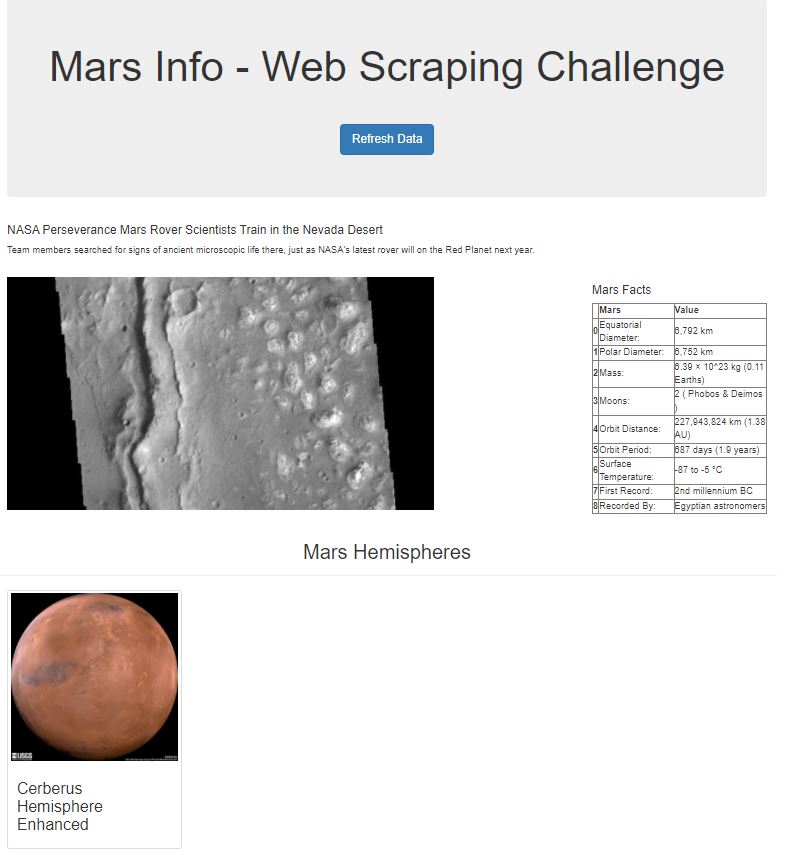 Mars Info - Web Scraping Challenge
Refresh Data
NASA Perseverance Mars Rover Scientists Train in the Nevada Desert
Team members searched for signs of ancient microscopic life there, just as NASA's latest rover will on the Red Planet next year.
Mars Facts
Mars Value
0 Equatorial Diameter: 6,792 km
1 Polar Diameter: 6,752 km
2 Mass: 6.39 × 10^23 kg (0.11 Earths)
3 Moons: 2 ( Phobos & Deimos )
4 Orbit Distance: 227,943,824 km (1.38 AU)
5 Orbit Period: 687 days (1.9 years)
6 Surface Temperature: -87 to -5 °C
7 First Record: 2nd millennium BC
8 Recorded By: Egyptian astronomers
Mars Hemispheres
USGS
Cerberus
Hemisphere
Enhanced